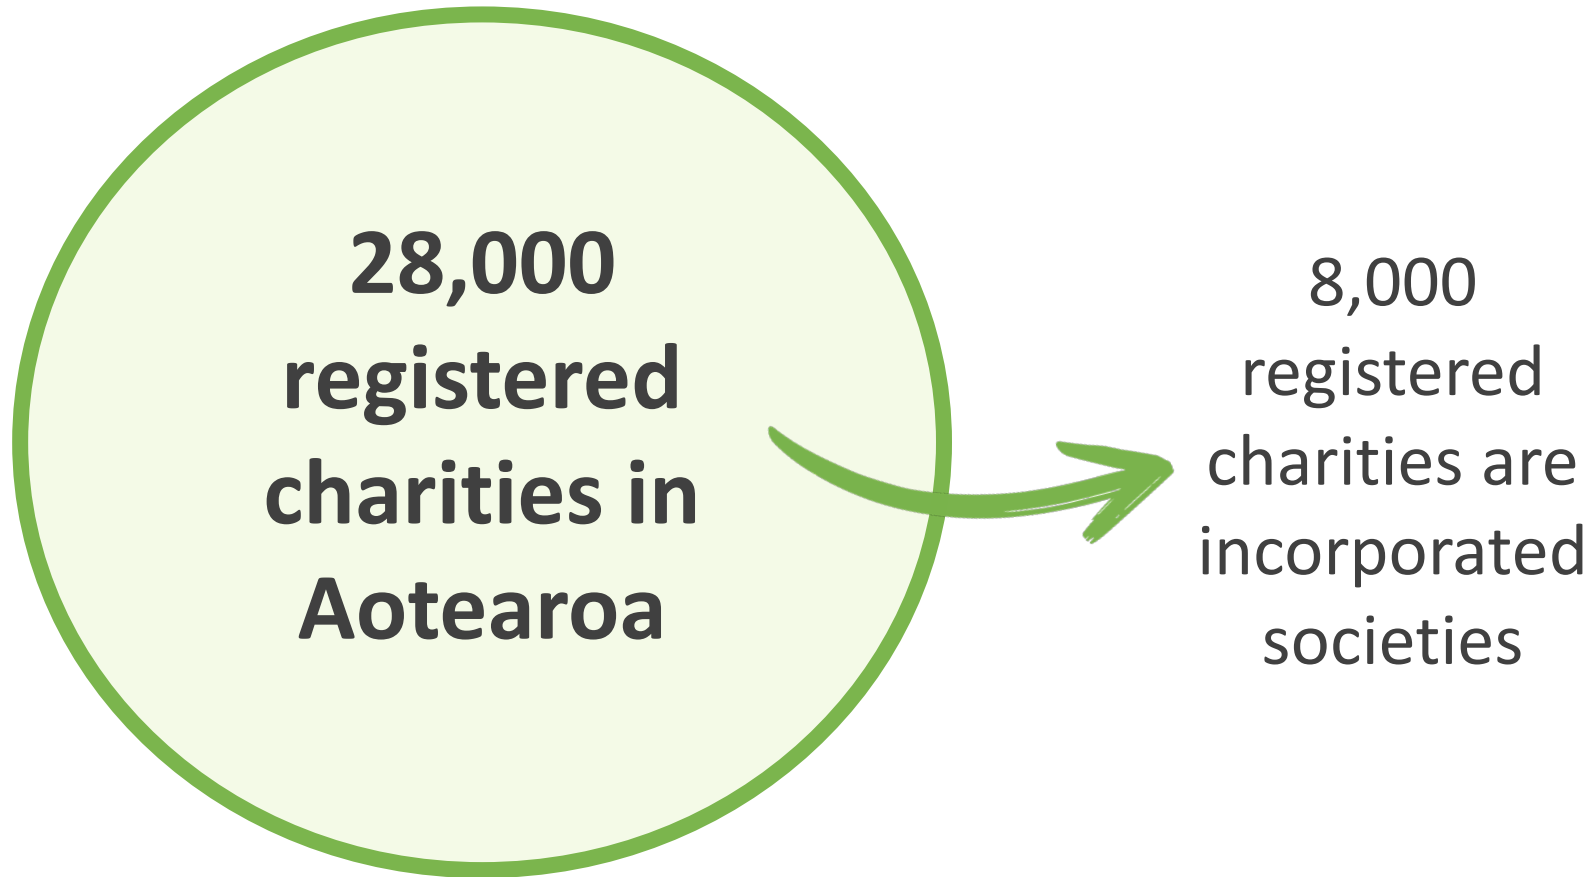 28,000
registered
charities in
Aotearoa
8,000
registered
charities are
incorporated
societies